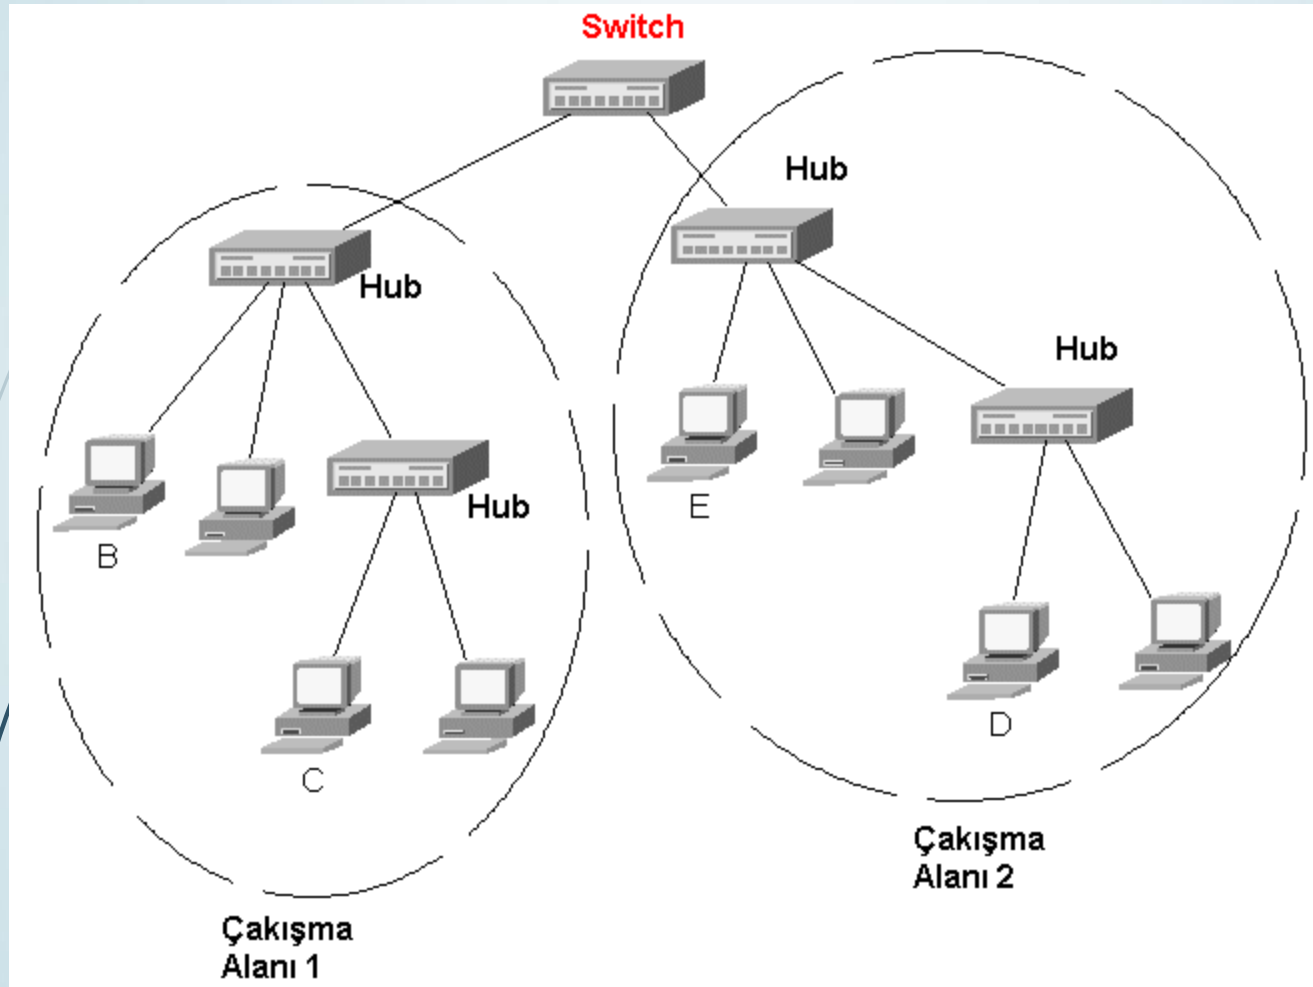 Switch
Hub
Hub
Hub
Hub
B
E
C
D
Çakışma
Alanı 2
Çakışma
Alanı 1